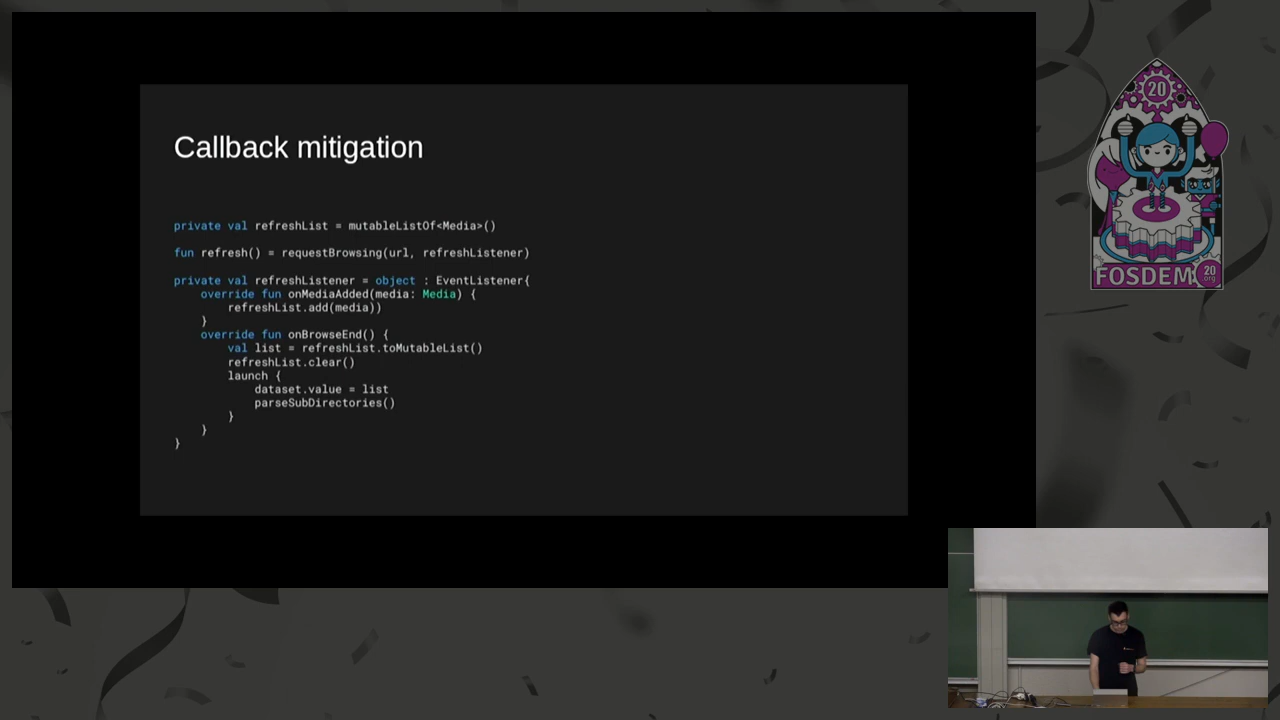 Callback mitigation
private val refreshList = mutableListOf<Media>()
fun refresh() = requestBrowsing(url, refreshListener)
private val refreshListener = object : EventListener{
override fun onMediaAdded(media: Media) {
refreshList.add(media))
}
override fun onBrowseEnd() {
val list = refreshList.toMutableList()
refreshList.clear()
launch {
dataset.value = list
parseSubDirectories()
}
}
}
20
FOSDEM
20
.org